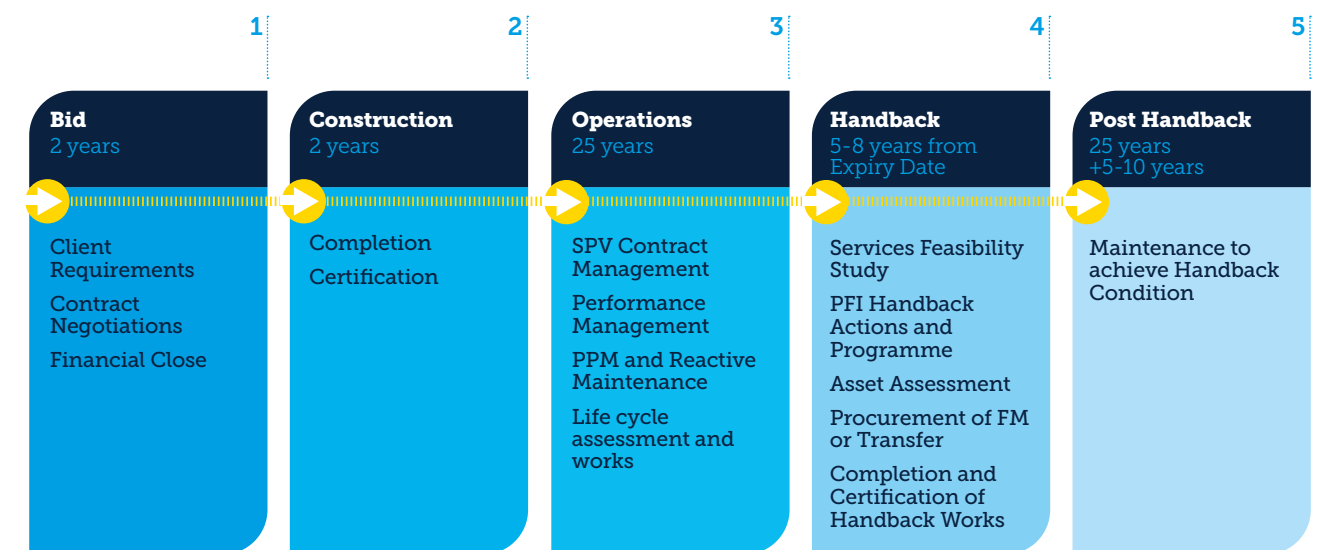 1
2
3
4
5
Bid
2 years
Client
Requirements
Contract
Negotiations
Financial Close
Construction
2 years
Completion
Certification
Operations
25 years
SPV Contract
Management
Performance
Management
PPM and Reactive
Maintenance
Life cycle
assessment and
works
Handback
5-8 years from
Expiry Date
Services Feasibility
Study
PFI Handback
Actions and
Programme
Asset Assessment
Procurement of FM
or Transfer
Completion and
Certification of
Handback Works
Post Handback
25 years
+5-10 years
Maintenance to
achieve Handback
Condition